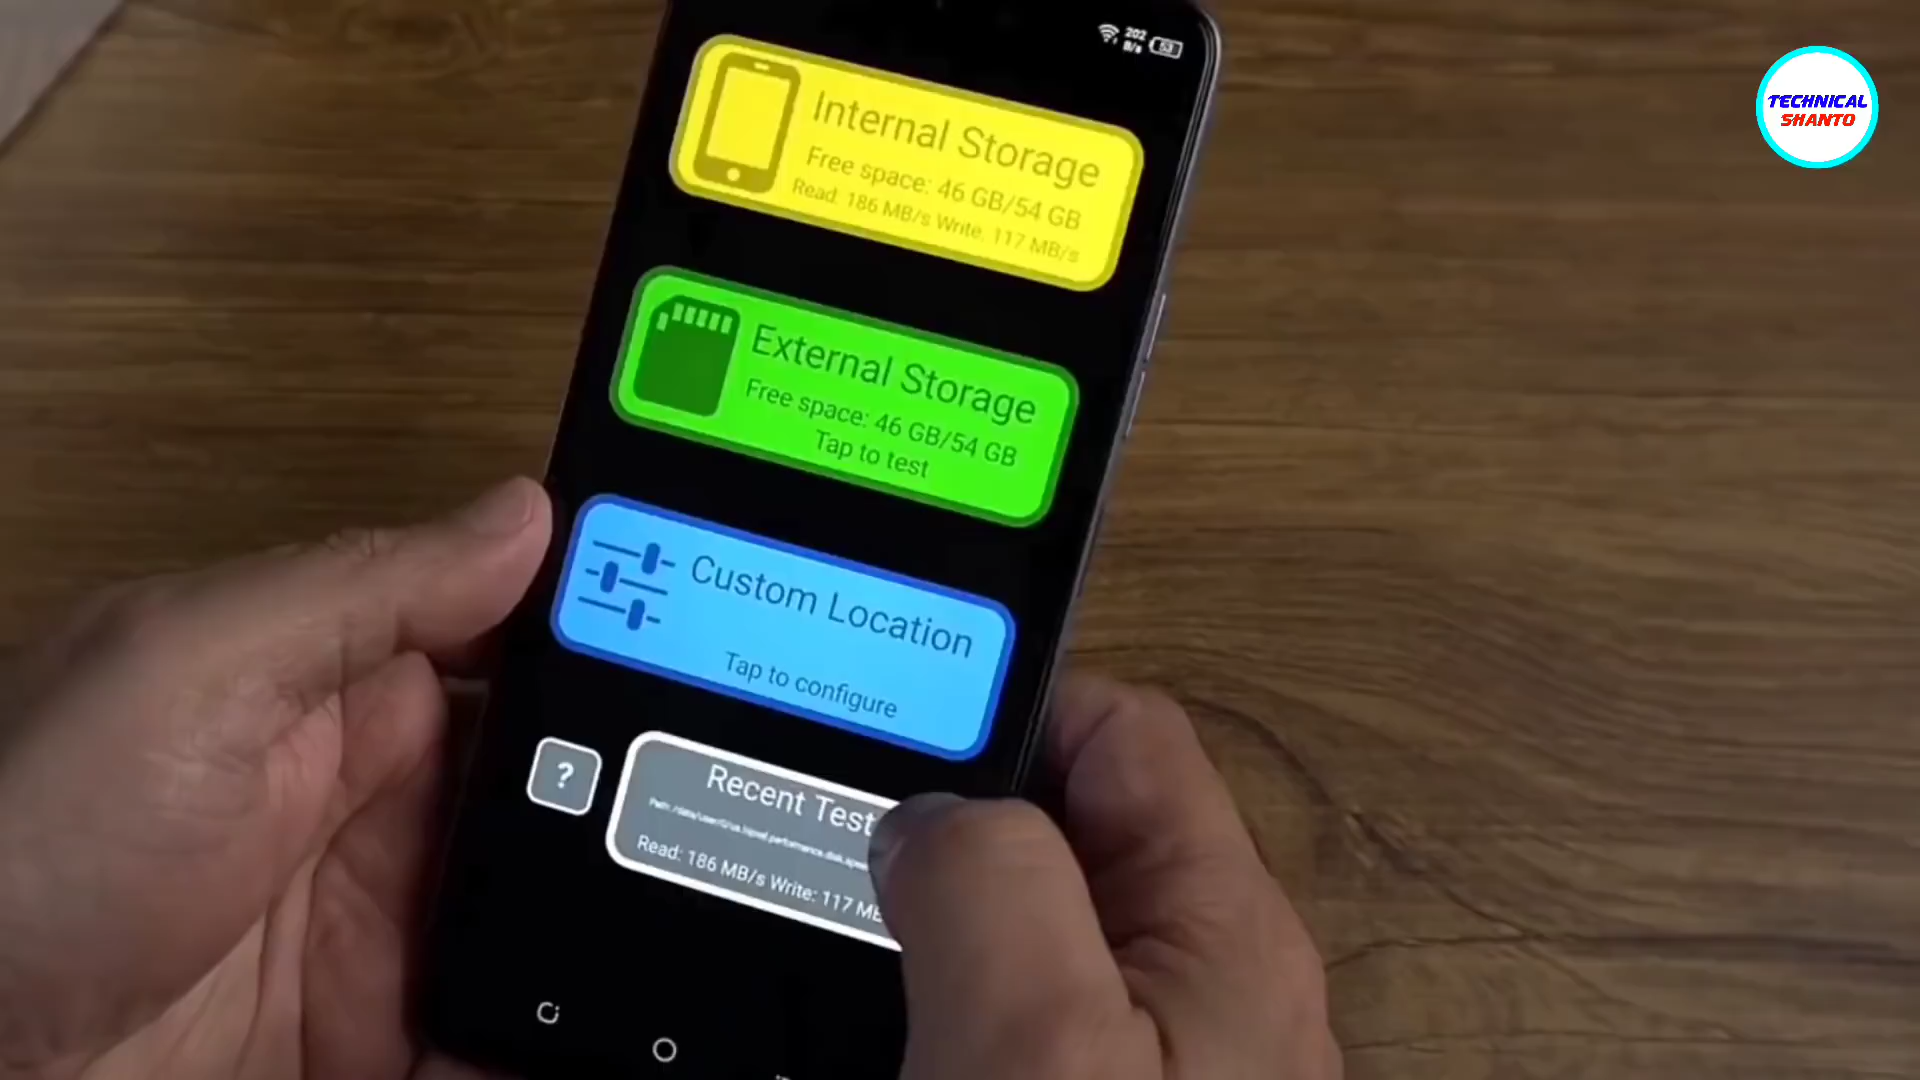 202
B/s
53
TECHNICAL
SHANTO
Internal Storage
Free space: 46 GB/54 GB
Read: 186 MB/s Write: 117 MB/s
External Storage
Free space: 46 GB/54 GB
Tap to test
Custom Location
Tap to configure
?
Recent Test
Read: 186 MB/s Write: 117 MB